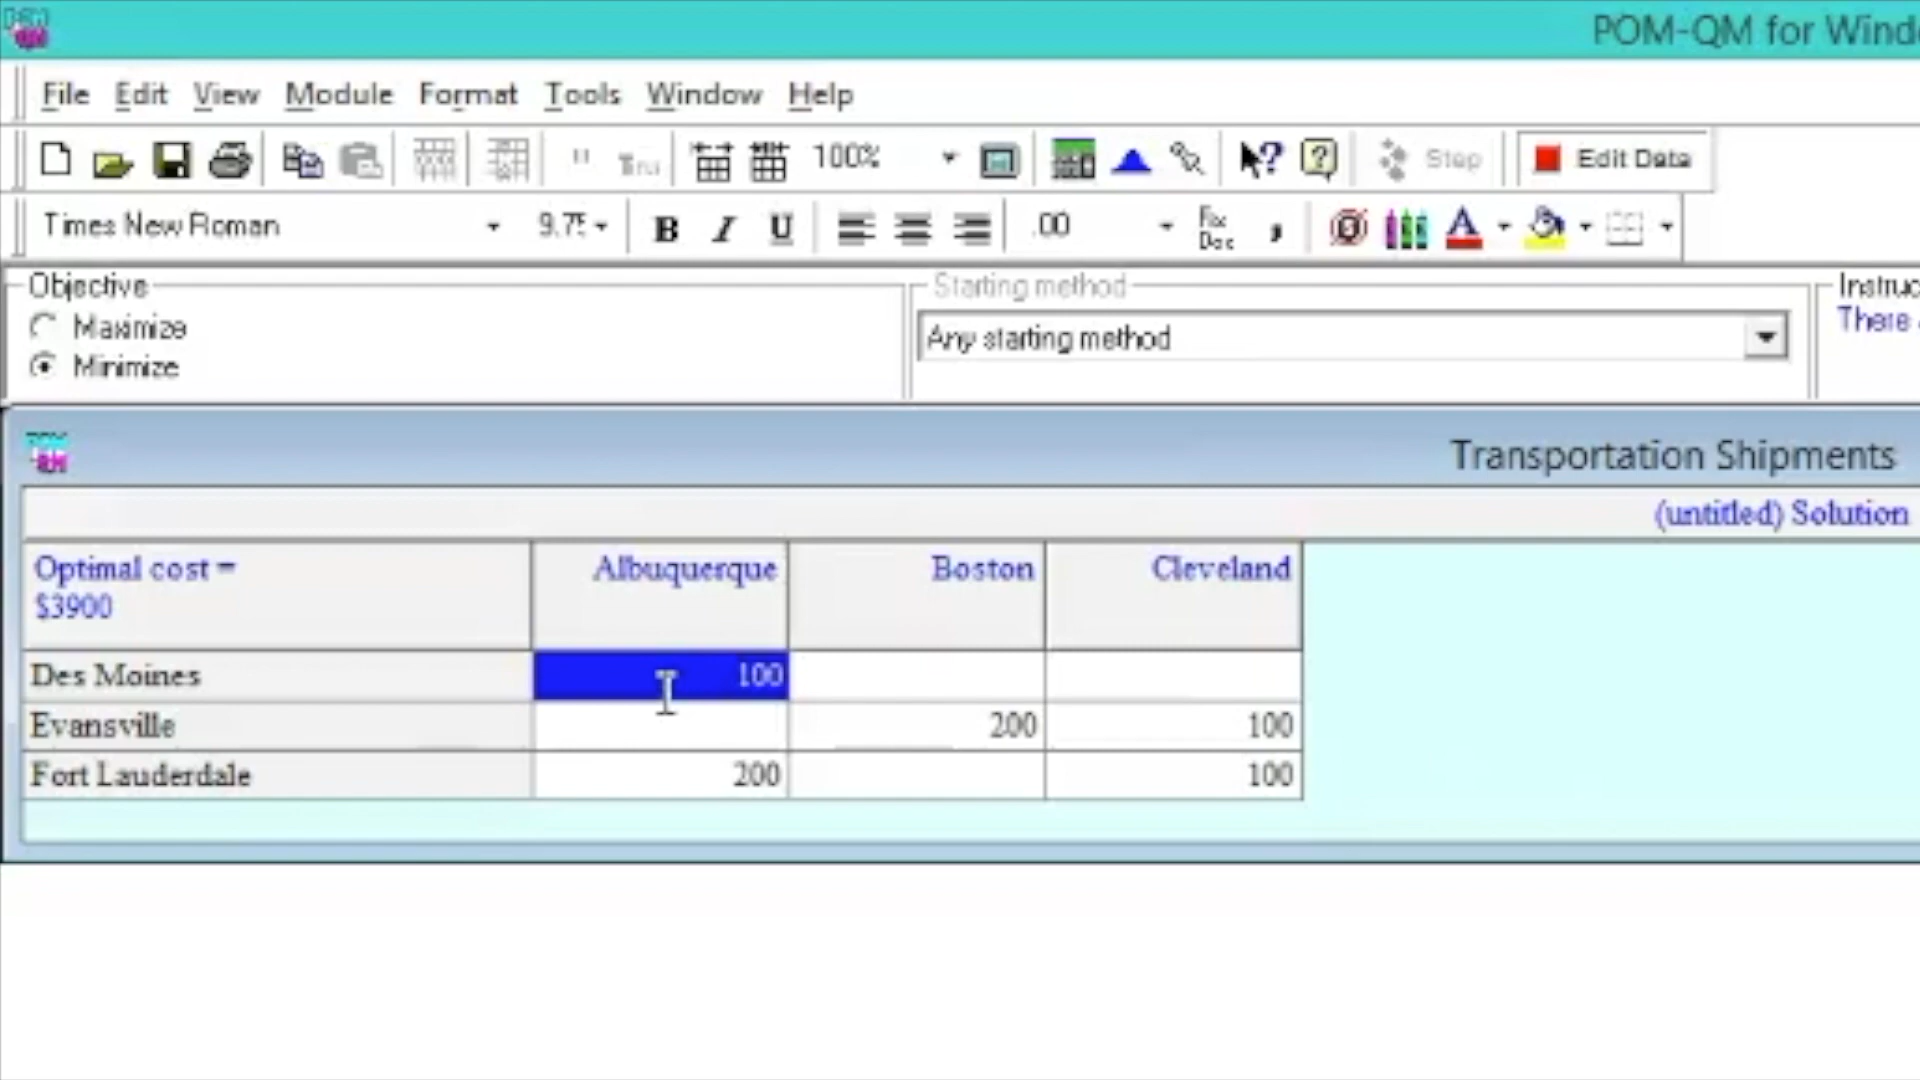 POM-QM for Wind
File Edit View Module Format Tools Window Help
100% Step Edit Data
Times New Roman 9.75 B I U .00 Fix Dec ,
Objective
Maximize
Minimize
Starting method
Any starting method
Instruc
There
Transportation Shipments
(untitled) Solution
Optimal cost = Albuquerque Boston Cleveland
$3900
Des Moines 100
Evansville 200 100
Fort Lauderdale 200 100